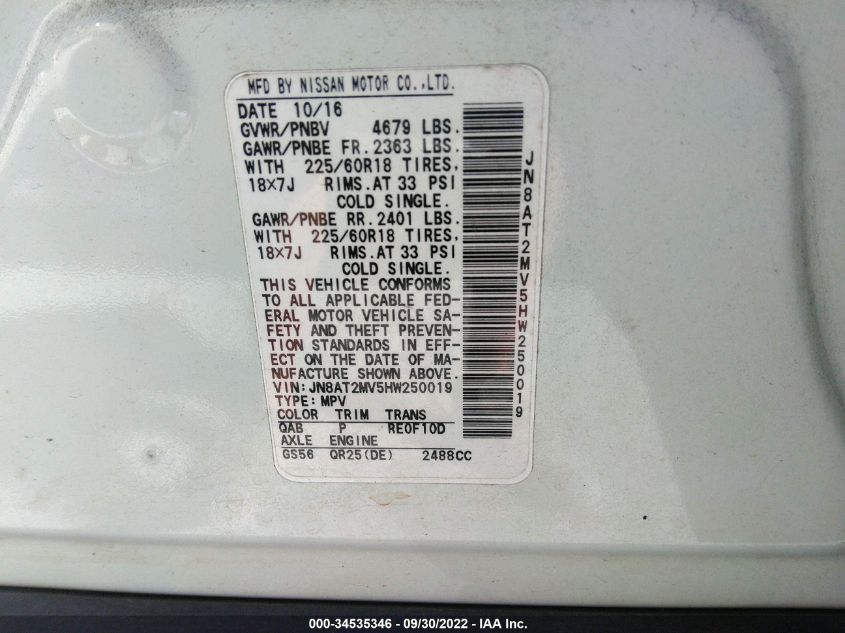 MFD BY NISSAN MOTOR CO.,LTD.
DATE 10/16
GVWR/PNBV 4679 LBS.
GAWR/PNBE FR. 2363 LBS.
WITH 225/60R18 TIRES,
18×7J RIMS. AT 33 PSI
COLD SINGLE.
GAWR/PNBE RR. 2401 LBS.
WITH 225/60R18 TIRES,
18×7J RIMS. AT 33 PSI
COLD SINGLE.
THIS VEHICLE CONFORMS
TO ALL APPLICABLE FED-
ERAL MOTOR VEHICLE SA-
FETY AND THEFT PREVEN-
TION STANDARDS IN EFF-
ECT ON THE DATE OF MA-
NUFACTURE SHOWN ABOVE.
VIN: JN8AT2MV5HW250019
TYPE: MPV
COLOR TRIM TRANS
QAB P RE0F10D
AXLE ENGINE
GS56 QR25(DE) 2488CC
JN8AT2MV5HW250019
000-34535346 - 09/30/2022 - IAA Inc.